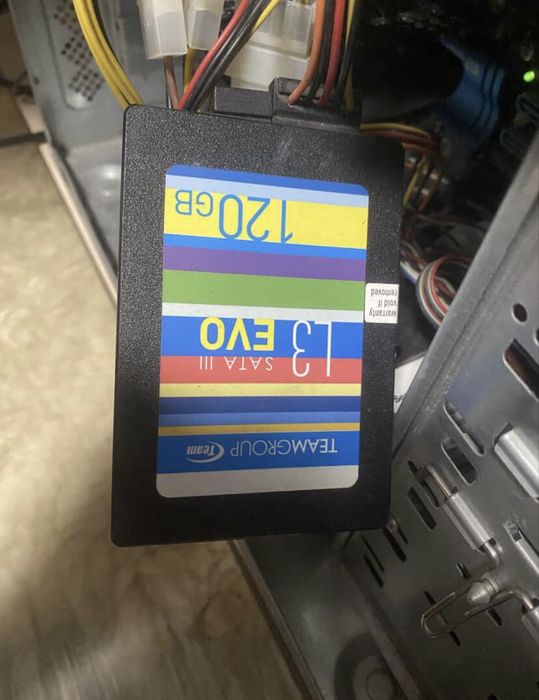 TEAMGROUP Team
L3 EVO
SATA III
120GB
warranty
void if
removed